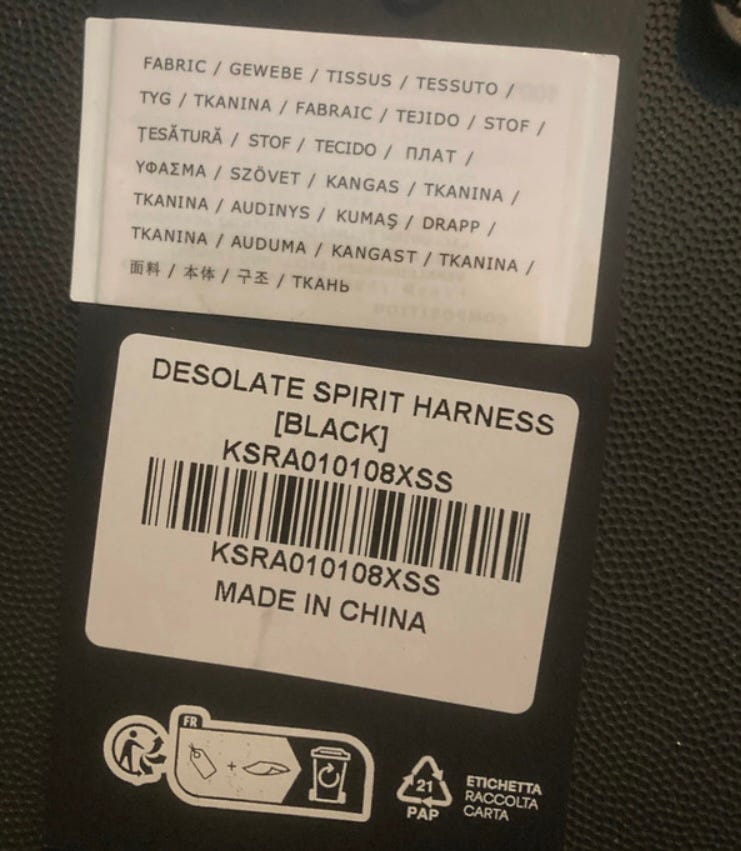 FABRIC / GEWEBE / TISSUS / TESSUTO /
TYG / TKANINA / FABRAIC / TEJIDO / STOF /
ȚESĂTURĂ / STOF / TECIDO / ПЛАТ /
ΥΦΑΣΜΑ / SZÖVET / KANGAS / TKANINA /
TKANINA / AUDINYS / KUMAŞ / DRAPP /
TKANINA / AUDUMA / KANGAST / TKANINA /
面料 / 本体 / 구조 / ТКАНЬ
DESOLATE SPIRIT HARNESS
[BLACK]
KSRA010108XSS
KSRA010108XSS
MADE IN CHINA
FR
+
21
PAP
ETICHETTA
RACCOLTA
CARTA